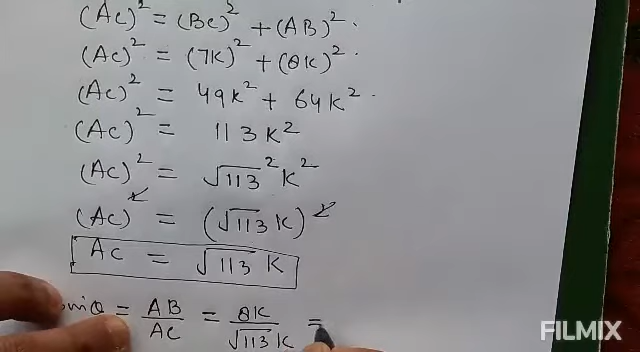 (AC)² = (BC)² + (AB)².
(AC)² = (7K)² + (8K)².
(AC)² = 49K² + 64K².
(AC)² = 113K²
(AC)² = √113² K²
(AC)² = (√113 K)²
AC = √113 K
sinθ = AB/AC = 8K/√113 K =
FILMIX